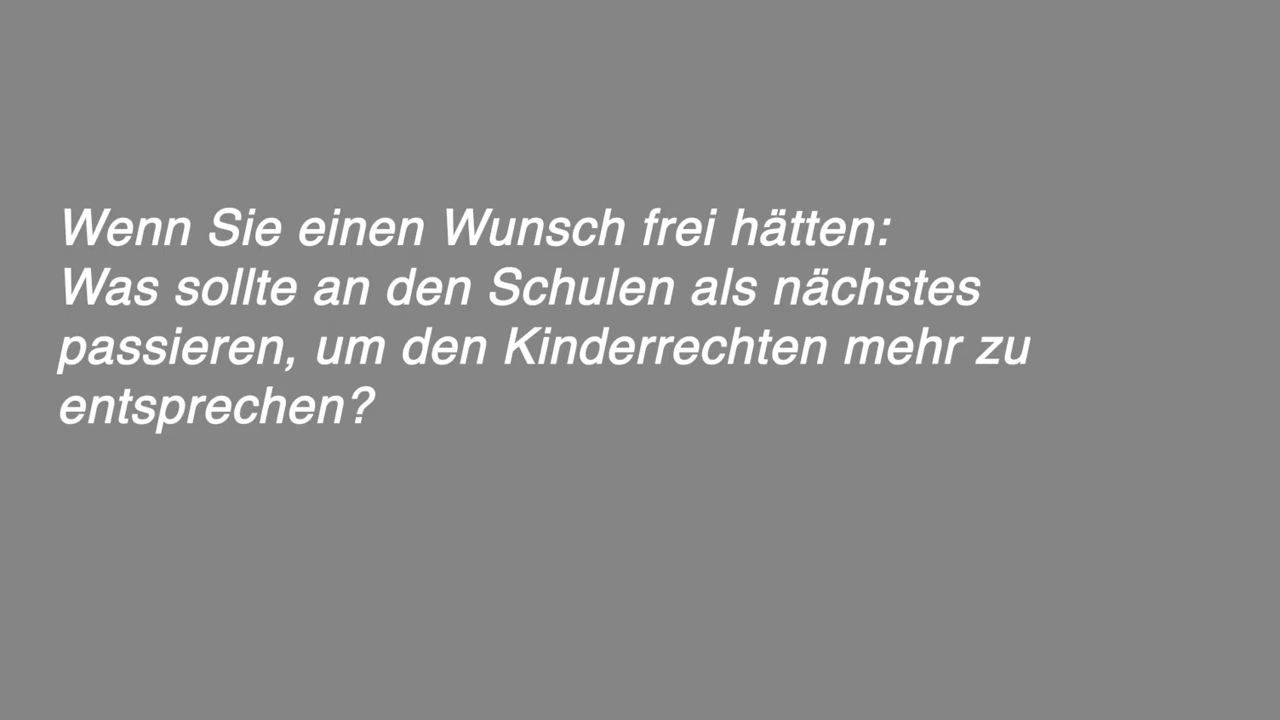 Wenn Sie einen Wunsch frei hätten:
Was sollte an den Schulen als nächstes
passieren, um den Kinderrechten mehr zu
entsprechen?